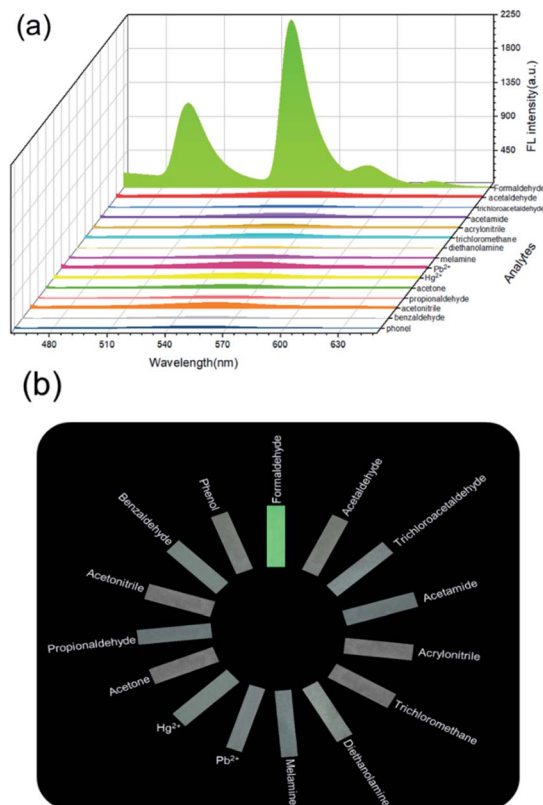 (a)
2250
1800
1350
900
450
FL intensity(a.u.)
Formaldehyde
acetaldehyde
trichloroacetaldehyde
acetamide
acrylonitrile
trichloromethane
diethanolamine
melamine
Pb²⁺
Hg²⁺
acetone
propionaldehyde
acetonitrile
benzaldehyde
phonel
Analytes
480 510 540 570 600 630
Wavelength(nm)
(b)
Formaldehyde
Acetaldehyde
Trichloroacetaldehyde
Acetamide
Acrylonitrile
Trichloromethane
Diethanolamine
Melamine
Pb²⁺
Hg²⁺
Acetone
Propionaldehyde
Acetonitrile
Benzaldehyde
Phenol